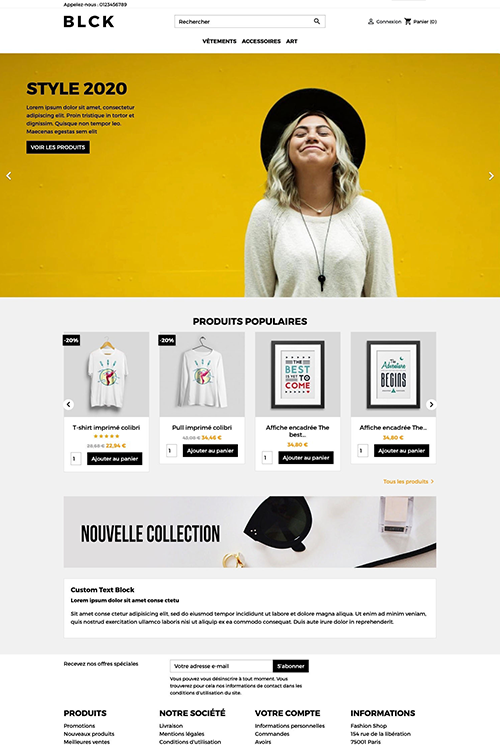 Appelez-nous : 0123456789
BLCK
Rechercher
Connexion
Panier (0)
VÊTEMENTS ACCESSOIRES ART
STYLE 2020
Lorem ipsum dolor sit amet, consectetur
adipiscing elit. Proin tristique in tortor et
dignissim. Quisque non tempor leo.
Maecenas egestas sem elit
VOIR LES PRODUITS
PRODUITS POPULAIRES
-20%
-20%
THE
BEST
IS YET
TO
COME
The
Adventure
BEGINS
T-shirt imprimé colibri
22,94 €
1
Ajouter au panier
Pull imprimé colibri
34,46 €
1
Ajouter au panier
Affiche encadrée The
best...
34,80 €
1
Ajouter au panier
Affiche encadrée The...
34,80 €
1
Ajouter au panier
Tous les produits
NOUVELLE COLLECTION
Custom Text Block
Lorem ipsum dolor sit amet conse ctetu
Sit amet conse ctetur adipisicing elit, sed do eiusmod tempor incididunt ut labore et dolore magna aliqua. Ut enim ad minim veniam,
quis nostrud exercitation ullamco laboris nisi ut aliquip ex ea commodo consequat. Duis aute irure dolor in reprehenderit.
Recevez nos offres spéciales
Votre adresse e-mail
S'abonner
Vous pouvez vous désinscrire à tout moment. Vous
trouverez pour cela nos informations de contact dans les
conditions d'utilisation du site.
PRODUITS
Promotions
Nouveaux produits
Meilleures ventes
NOTRE SOCIÉTÉ
Livraison
Mentions légales
Conditions d'utilisation
VOTRE COMPTE
Informations personnelles
Commandes
Avoirs
INFORMATIONS
Fashion Shop
154 rue de la libération
75001 Paris